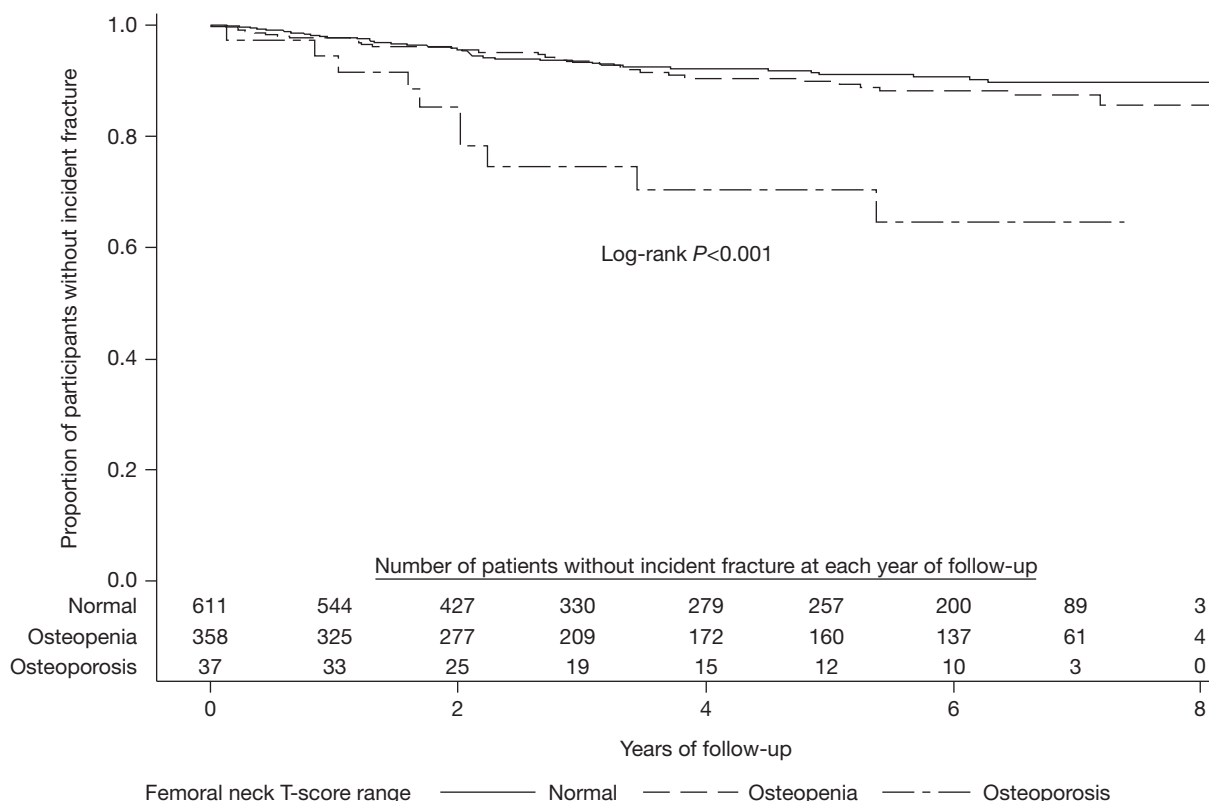 Proportion of participants without incident fracture
1.0
0.8
0.6
0.4
0.2
0.0
Log-rank P<0.001
Number of patients without incident fracture at each year of follow-up
Normal 611 544 427 330 279 257 200 89 3
Osteopenia 358 325 277 209 172 160 137 61 4
Osteoporosis 37 33 25 19 15 12 10 3 0
0 2 4 6 8
Years of follow-up
Femoral neck T-score range Normal Osteopenia Osteoporosis